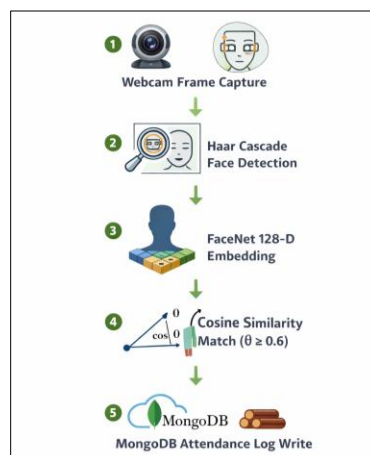 1
Webcam Frame Capture
2
Haar Cascade
Face Detection
3
FaceNet 128-D
Embedding
4
θ
cos θ
Cosine Similarity
Match (θ ≥ 0.6)
5
MongoDB
MongoDB Attendance Log Write